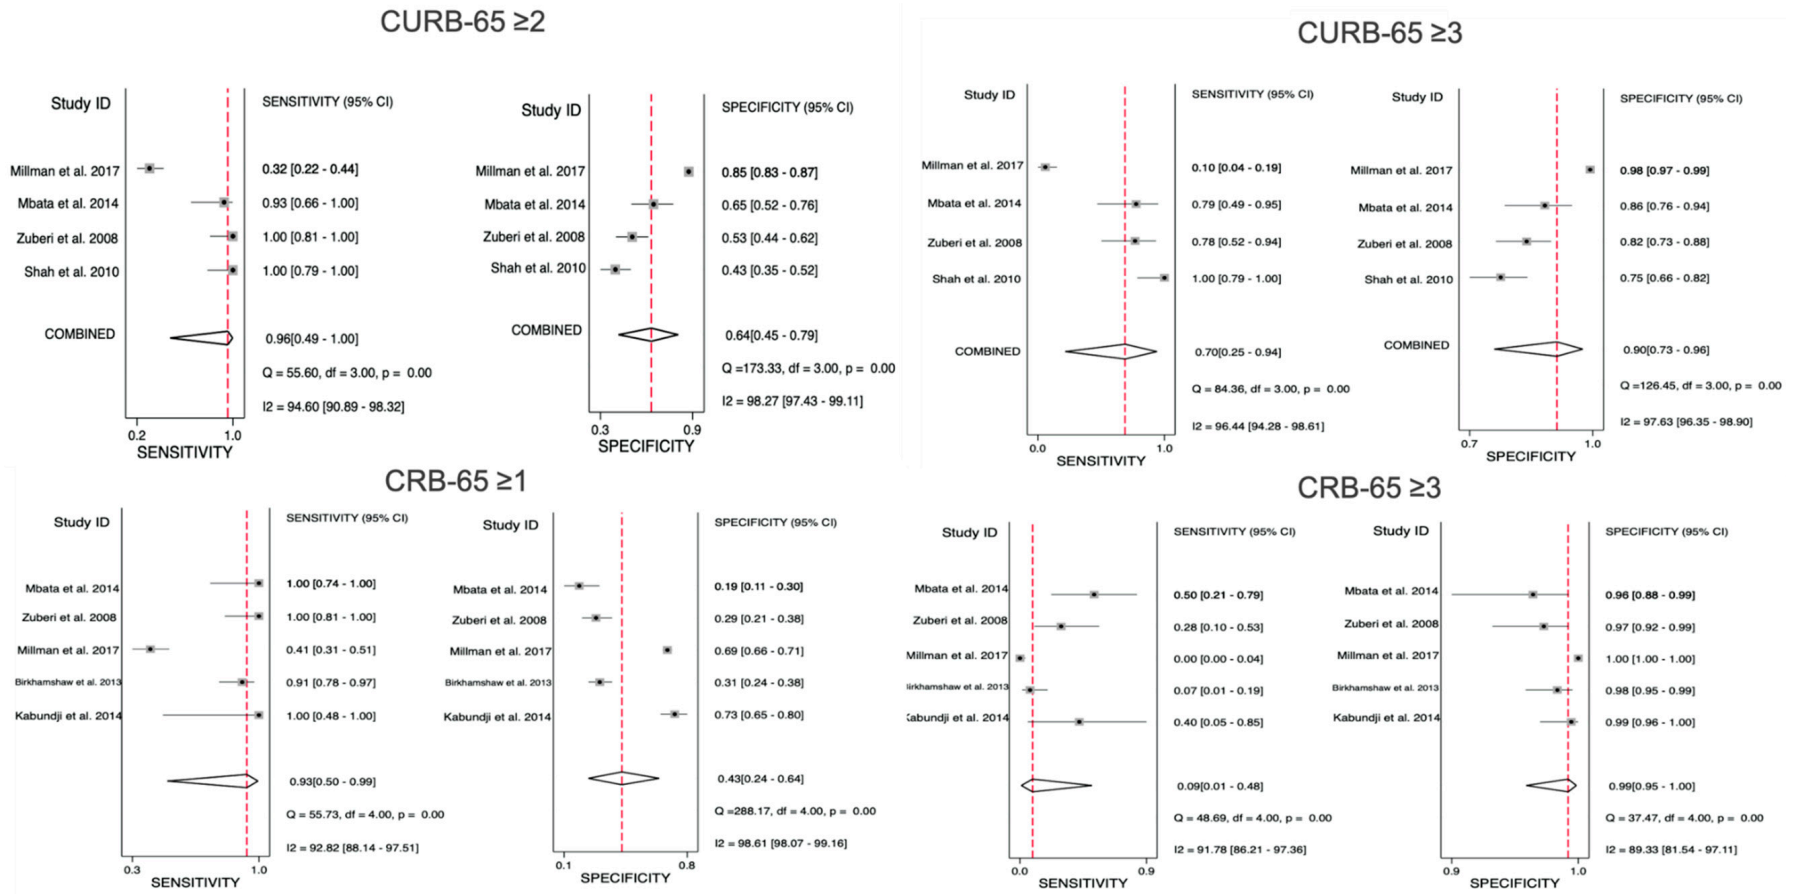 CURB-65 ≥2
Study ID
SENSITIVITY (95% CI)
Millman et al. 2017
0.32 [0.22 - 0.44]
Mbata et al. 2014
0.93 [0.66 - 1.00]
Zuberi et al. 2008
1.00 [0.81 - 1.00]
Shah et al. 2010
1.00 [0.79 - 1.00]
COMBINED
0.96[0.49 - 1.00]
Q = 55.60, df = 3.00, p = 0.00
I2 = 94.60 [90.89 - 98.32]
0.2
1.0
SENSITIVITY
Study ID
SPECIFICITY (95% CI)
Millman et al. 2017
0.85 [0.83 - 0.87]
Mbata et al. 2014
0.65 [0.52 - 0.76]
Zuberi et al. 2008
0.53 [0.44 - 0.62]
Shah et al. 2010
0.43 [0.35 - 0.52]
COMBINED
0.64[0.45 - 0.79]
Q =173.33, df = 3.00, p = 0.00
I2 = 98.27 [97.43 - 99.11]
0.3
0.9
SPECIFICITY
CURB-65 ≥3
Study ID
SENSITIVITY (95% CI)
Millman et al. 2017
0.10 [0.04 - 0.19]
Mbata et al. 2014
0.79 [0.49 - 0.95]
Zuberi et al. 2008
0.78 [0.52 - 0.94]
Shah et al. 2010
1.00 [0.79 - 1.00]
COMBINED
0.70[0.25 - 0.94]
Q = 84.36, df = 3.00, p = 0.00
I2 = 96.44 [94.28 - 98.61]
0.0
1.0
SENSITIVITY
Study ID
SPECIFICITY (95% CI)
Millman et al. 2017
0.98 [0.97 - 0.99]
Mbata et al. 2014
0.86 [0.76 - 0.94]
Zuberi et al. 2008
0.82 [0.73 - 0.88]
Shah et al. 2010
0.75 [0.66 - 0.82]
COMBINED
0.90[0.73 - 0.96]
Q =126.45, df = 3.00, p = 0.00
I2 = 97.63 [96.35 - 98.90]
0.7
1.0
SPECIFICITY
CRB-65 ≥1
Study ID
SENSITIVITY (95% CI)
Mbata et al. 2014
1.00 [0.74 - 1.00]
Zuberi et al. 2008
1.00 [0.81 - 1.00]
Millman et al. 2017
0.41 [0.31 - 0.51]
Birkhamshaw et al. 2013
0.91 [0.78 - 0.97]
Kabundji et al. 2014
1.00 [0.48 - 1.00]
0.93[0.50 - 0.99]
Q = 55.73, df = 4.00, p = 0.00
I2 = 92.82 [88.14 - 97.51]
0.3
1.0
SENSITIVITY
Study ID
SPECIFICITY (95% CI)
Mbata et al. 2014
0.19 [0.11 - 0.30]
Zuberi et al. 2008
0.29 [0.21 - 0.38]
Millman et al. 2017
0.69 [0.66 - 0.71]
Birkhamshaw et al. 2013
0.31 [0.24 - 0.38]
Kabundji et al. 2014
0.73 [0.65 - 0.80]
0.43[0.24 - 0.64]
Q =288.17, df = 4.00, p = 0.00
I2 = 98.61 [98.07 - 99.16]
0.1
0.8
SPECIFICITY
CRB-65 ≥3
Study ID
SENSITIVITY (95% CI)
Mbata et al. 2014
0.50 [0.21 - 0.79]
Zuberi et al. 2008
0.28 [0.10 - 0.53]
Millman et al. 2017
0.00 [0.00 - 0.04]
irkhamshaw et al. 2013
0.07 [0.01 - 0.19]
Kabundji et al. 2014
0.40 [0.05 - 0.85]
0.09[0.01 - 0.48]
Q = 48.69, df = 4.00, p = 0.00
I2 = 91.78 [86.21 - 97.36]
0.0
0.9
SENSITIVITY
Study ID
SPECIFICITY (95% CI)
Mbata et al. 2014
0.96 [0.88 - 0.99]
Zuberi et al. 2008
0.97 [0.92 - 0.99]
Millman et al. 2017
1.00 [1.00 - 1.00]
Birkhamshaw et al. 2013
0.98 [0.95 - 0.99]
Kabundji et al. 2014
0.99 [0.96 - 1.00]
0.99[0.95 - 1.00]
Q = 37.47, df = 4.00, p = 0.00
I2 = 89.33 [81.54 - 97.11]
0.9
1.0
SPECIFICITY